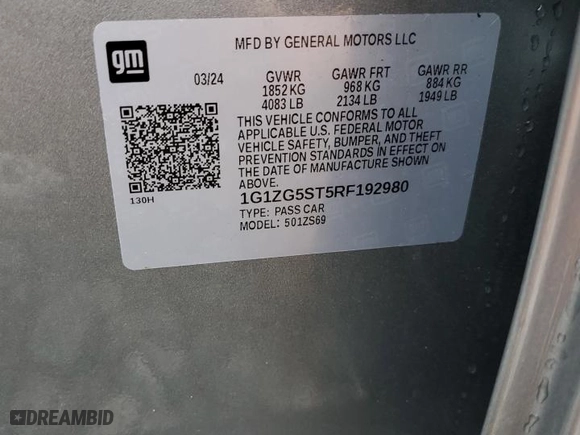 gm
MFD BY GENERAL MOTORS LLC
03/24 GVWR GAWR FRT GAWR RR
1852 KG 968 KG 884 KG
4083 LB 2134 LB 1949 LB
THIS VEHICLE CONFORMS TO ALL
APPLICABLE U.S. FEDERAL MOTOR
VEHICLE SAFETY, BUMPER, AND THEFT
PREVENTION STANDARDS IN EFFECT ON
THE DATE OF MANUFACTURE SHOWN
ABOVE.
130H
1G1ZG5ST5RF192980
TYPE: PASS CAR
MODEL: 501ZS69
DREAMBID